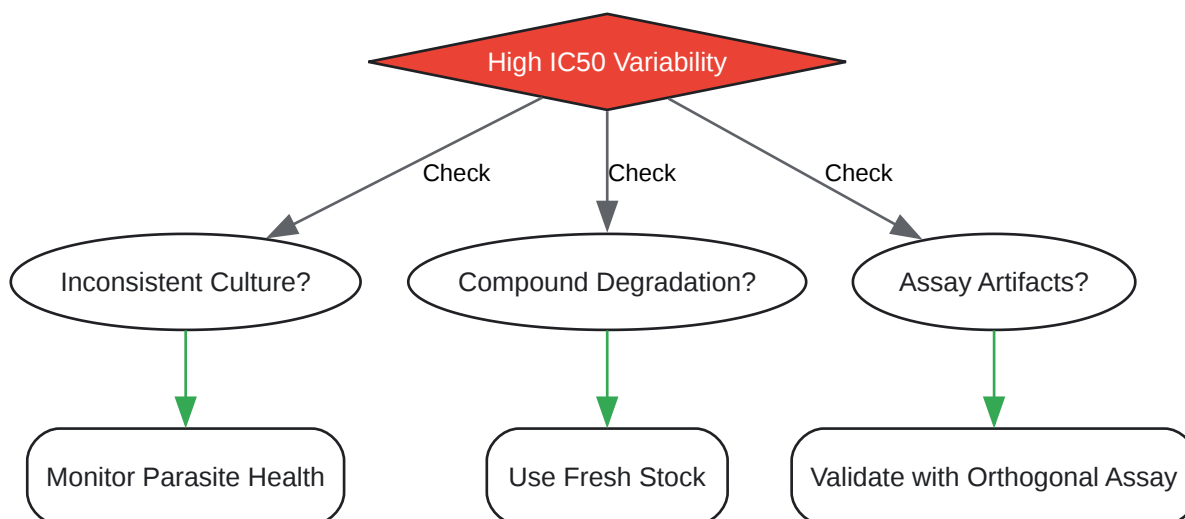 High IC50 Variability
Check
Check
Check
Inconsistent Culture?
Compound Degradation?
Assay Artifacts?
Monitor Parasite Health
Use Fresh Stock
Validate with Orthogonal Assay